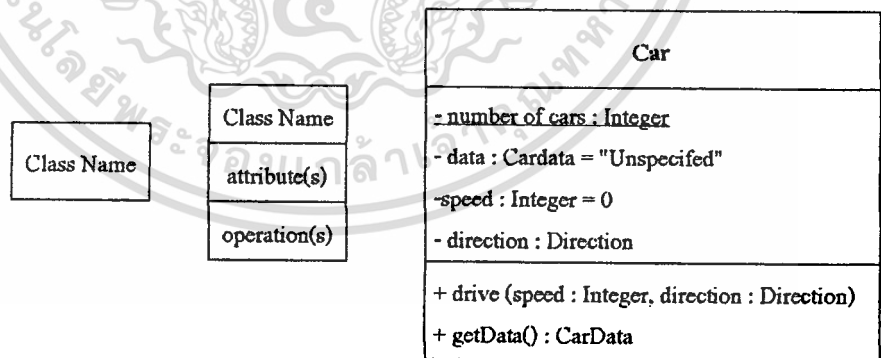 Class Name
Class Name
attribute(s)
operation(s)
Car
- number of cars : Integer
- data : Cardata = "Unspecifed"
-speed : Integer = 0
- direction : Direction
+ drive (speed : Integer, direction : Direction)
+ getData() : CarData